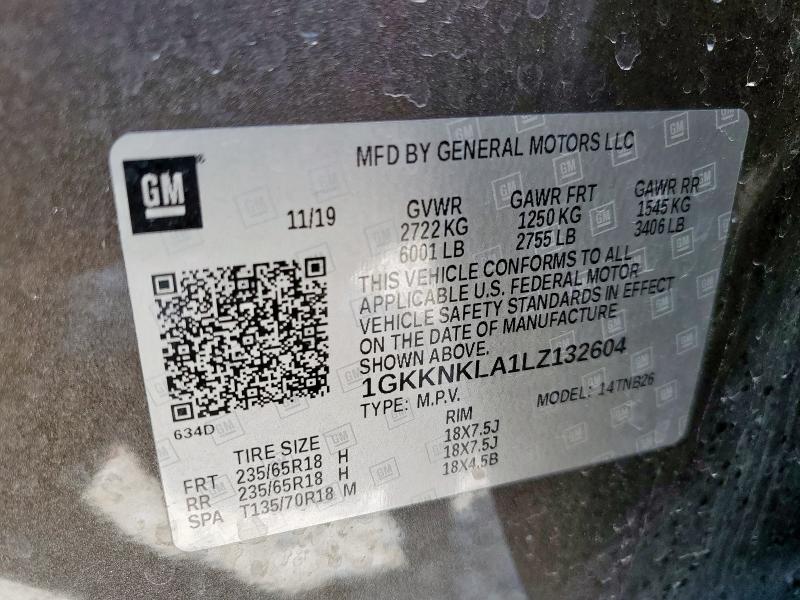 MFD BY GENERAL MOTORS LLC
GM
11/19
GVWR
2722 KG
6001 LB
GAWR FRT
1250 KG
2755 LB
GAWR RR
1545 KG
3406 LB
THIS VEHICLE CONFORMS TO ALL
APPLICABLE U.S. FEDERAL MOTOR
VEHICLE SAFETY STANDARDS IN EFFECT
ON THE DATE OF MANUFACTURE
SHOWN ABOVE.
1GKKNKLA1LZ132604
TYPE: M.P.V. MODEL: 14TNB26
634D
TIRE SIZE RIM
FRT 235/65R18 H 18X7.5J
RR 235/65R18 H 18X7.5J
SPA T135/70R18 M 18X4.5B